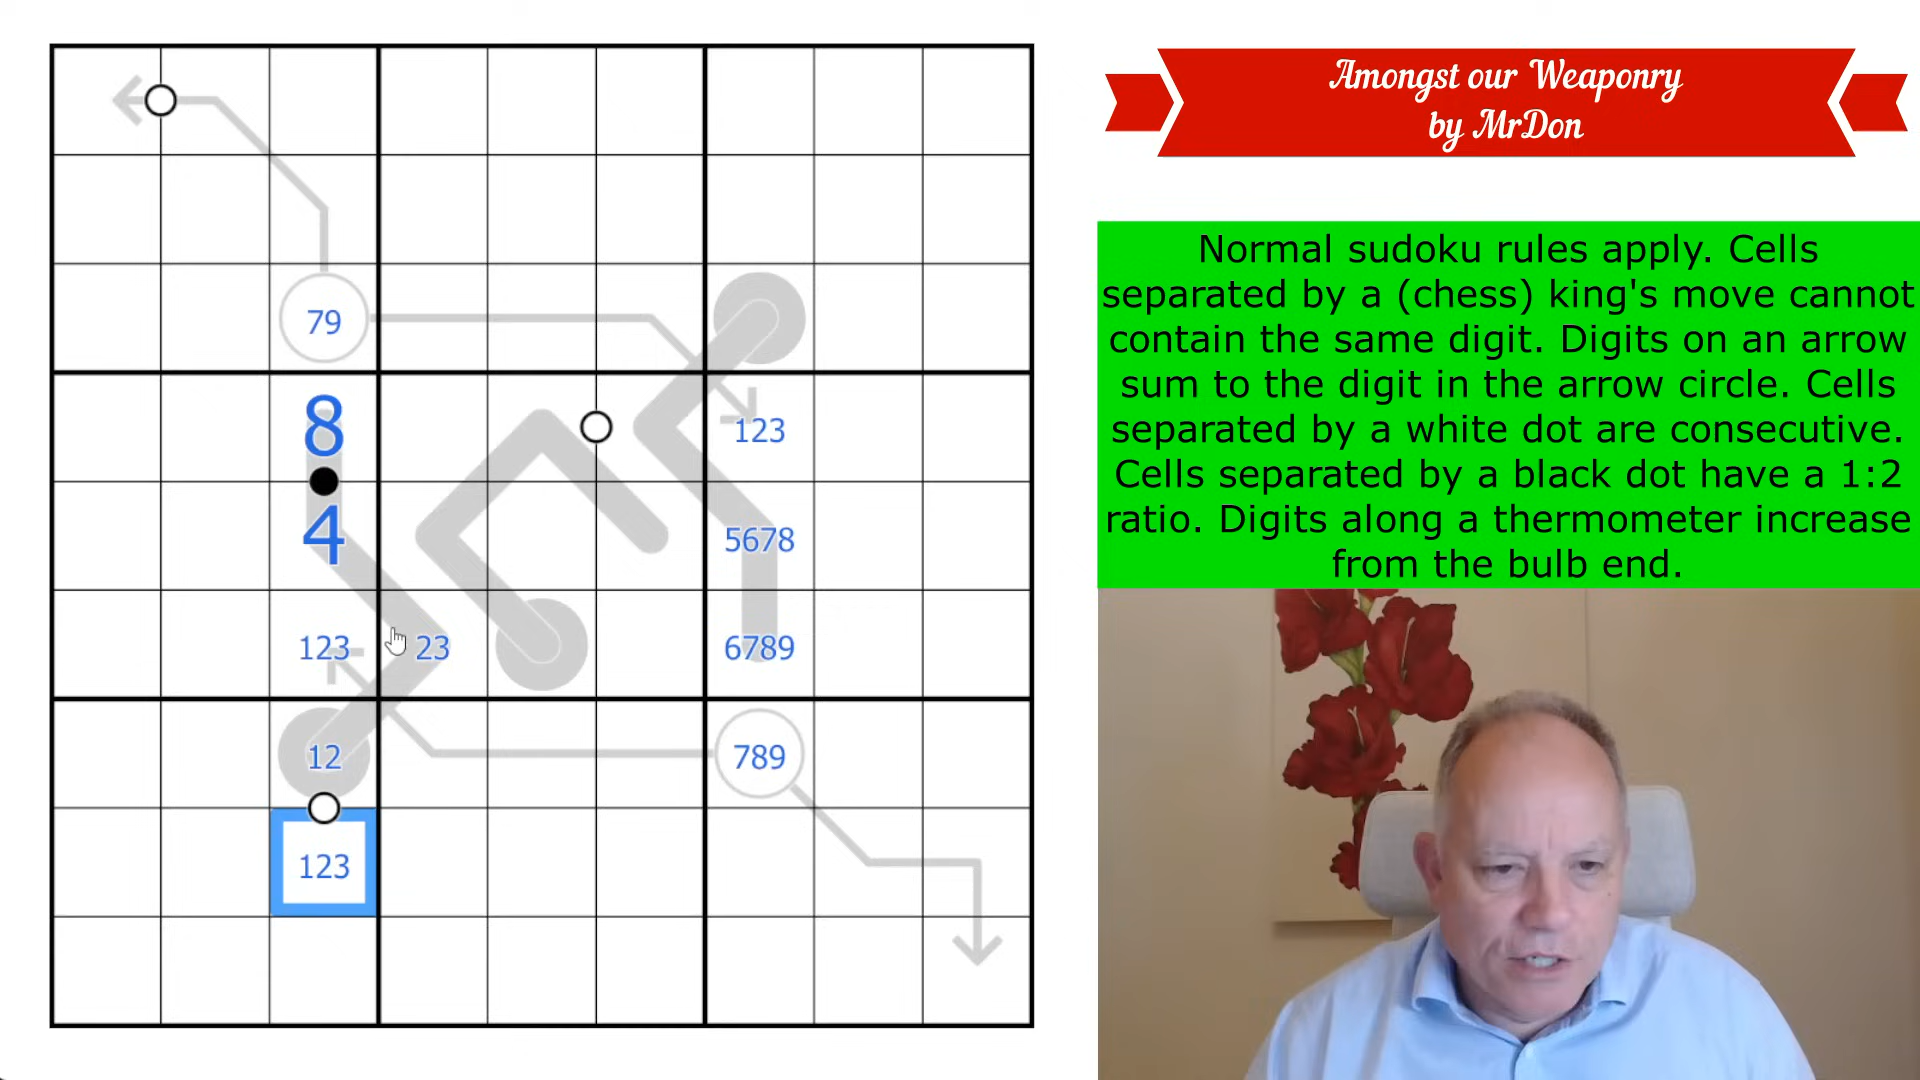 Amongst our Weaponry
by MrDon
Normal sudoku rules apply. Cells
separated by a (chess) king's move cannot
contain the same digit. Digits on an arrow
sum to the digit in the arrow circle. Cells
separated by a white dot are consecutive.
Cells separated by a black dot have a 1:2
ratio. Digits along a thermometer increase
from the bulb end.
79
8 123
4 5678
123 23 6789
12 789
123